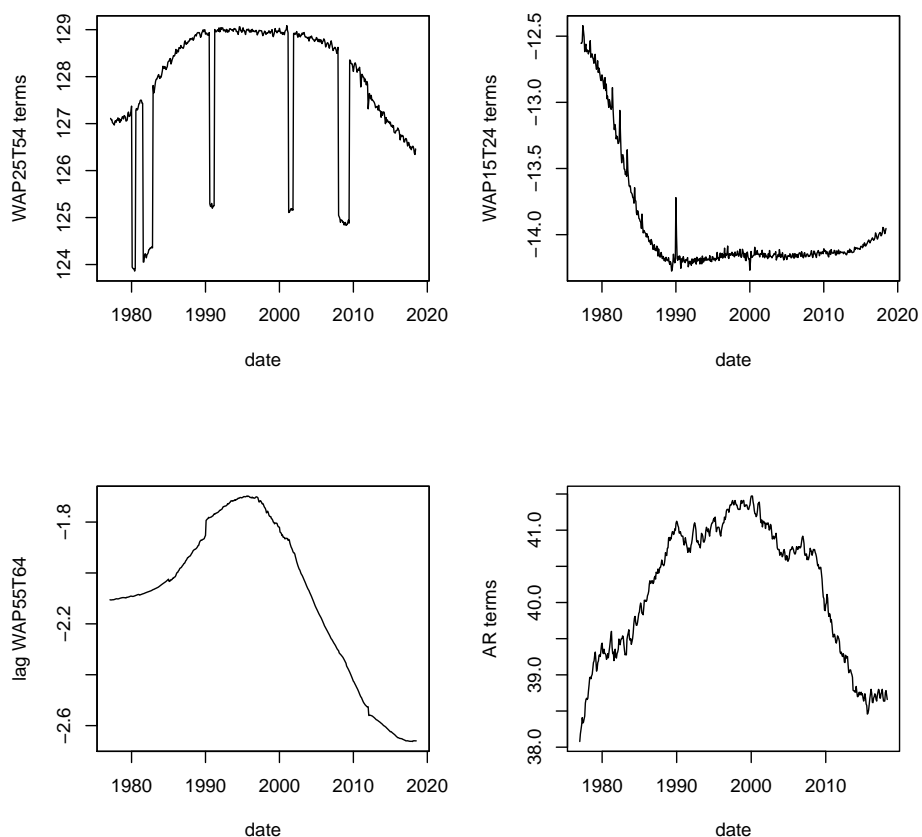 WAP25T54 terms
124 125 126 127 128 129
1980 1990 2000 2010 2020
date
WAP15T24 terms
−14.0 −13.5 −13.0 −12.5
1980 1990 2000 2010 2020
date
lag WAP55T64
−2.6 −2.2 −1.8
1980 1990 2000 2010 2020
date
AR terms
38.0 39.0 40.0 41.0
1980 1990 2000 2010
date